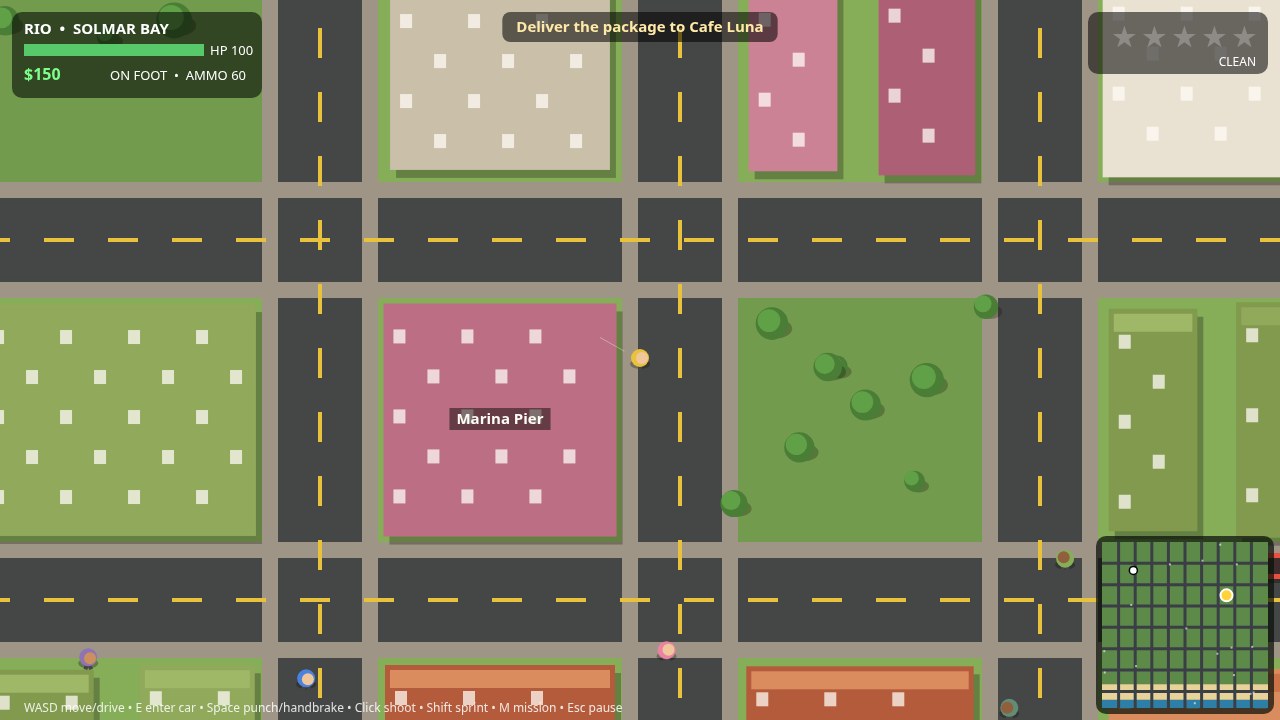 RIO • SOLMAR BAY
HP 100
$150
ON FOOT • AMMO 60
Deliver the package to Cafe Luna
CLEAN
Marina Pier
WASD move/drive • E enter car • Space punch/handbrake • Click shoot • Shift sprint • M mission • Esc pause